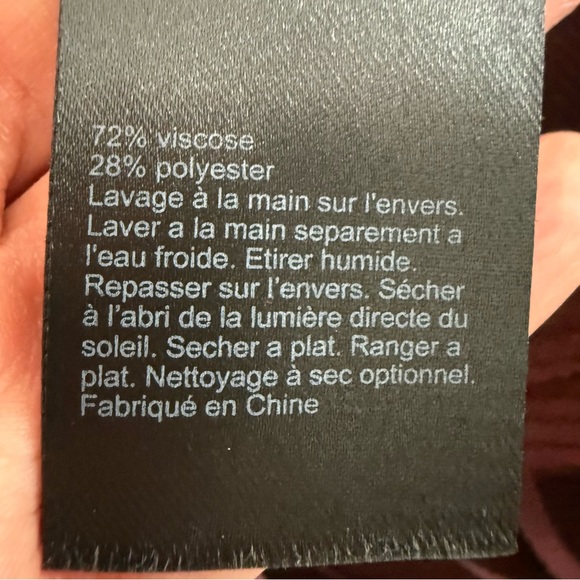 72% viscose
28% polyester
Lavage à la main sur l'envers.
Laver a la main separement a
l'eau froide. Etirer humide.
Repasser sur l'envers. Sécher
à l'abri de la lumière directe du
soleil. Secher a plat. Ranger a
plat. Nettoyage à sec optionnel.
Fabriqué en Chine